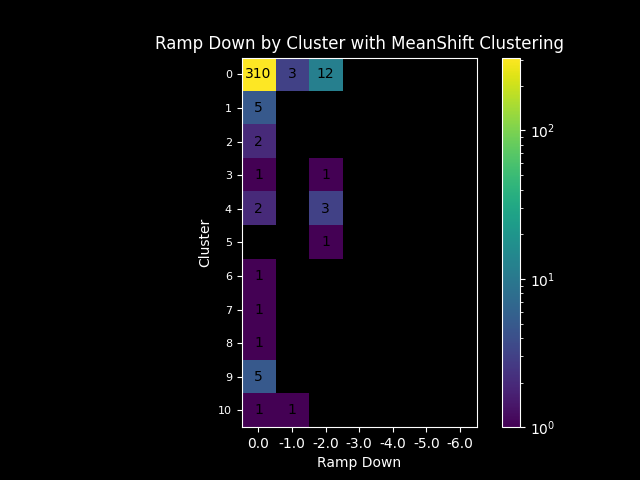 Ramp Down by Cluster with MeanShift Clustering
0 310 3 12
1 5
2 2
3 1 1
4 2 3
5 1
6 1
7 1
8 1
9 5
10 1 1
0.0 -1.0 -2.0 -3.0 -4.0 -5.0 -6.0
Ramp Down
Cluster
10²
10¹
10⁰